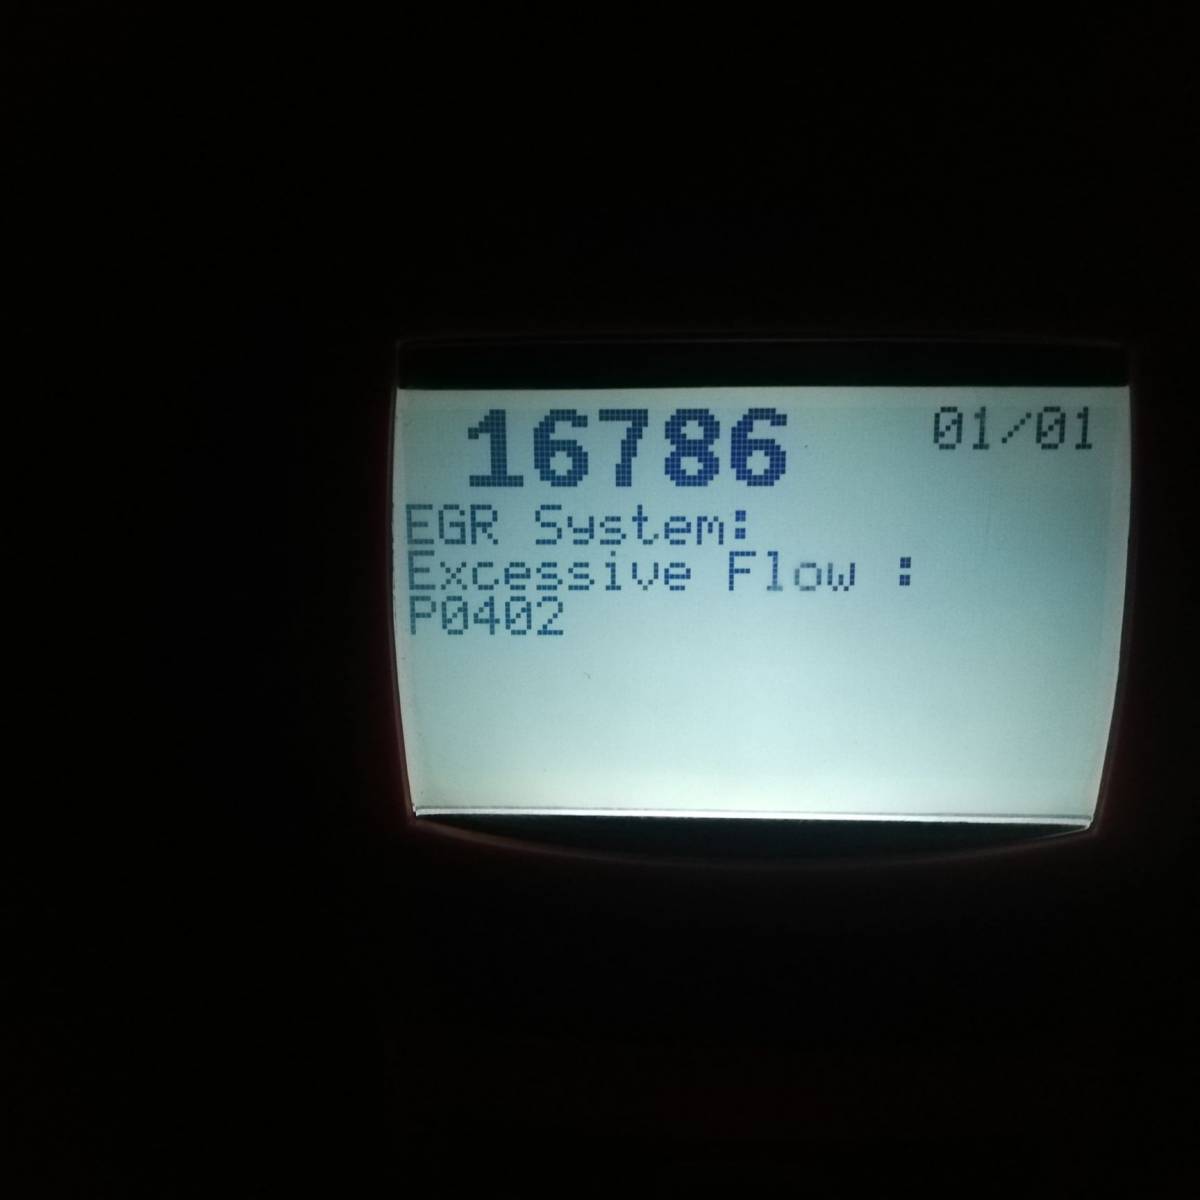 16786 01/01
EGR System:
Excessive Flow :
P0402